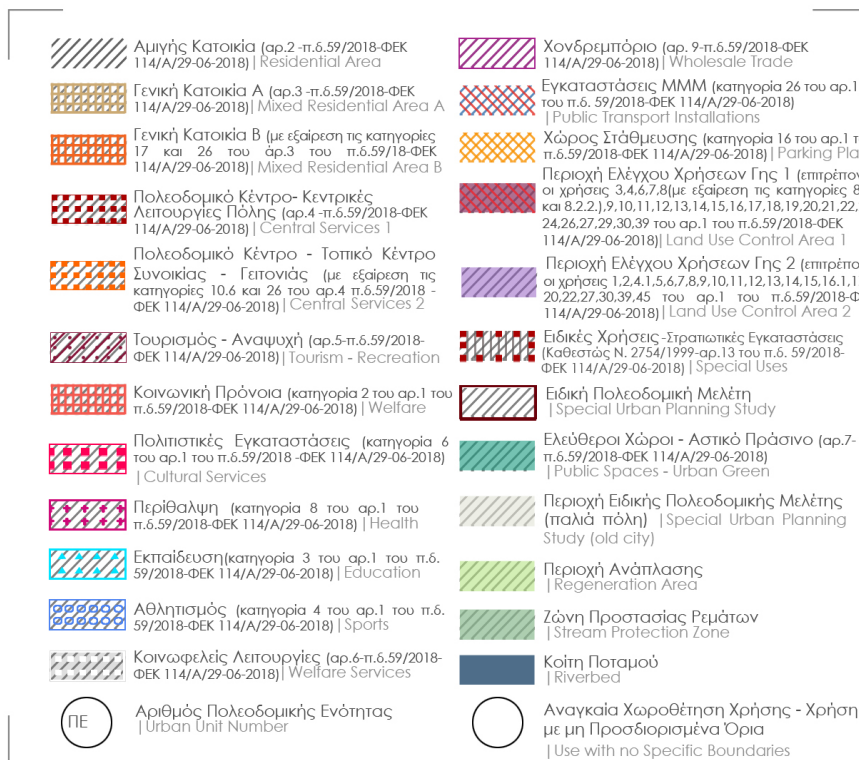 Αμιγής Κατοικία (αρ.2 -π.δ.59/2018-ΦΕΚ
114/Α/29-06-2018) | Residential Area
Γενική Κατοικία Α (αρ.3 -π.δ.59/2018-ΦΕΚ
114/Α/29-06-2018) | Mixed Residential Area A
Γενική Κατοικία Β (με εξαίρεση τις κατηγορίες
17 και 26 του άρ.3 του π.δ.59/18-ΦΕΚ
114/Α/29-06-2018) | Mixed Residential Area B
Πολεοδομικό Κέντρο- Κεντρικές
Λειτουργίες Πόλης (αρ.4 -π.δ.59/2018-ΦΕΚ
114/Α/29-06-2018) | Central Services 1
Πολεοδομικό Κέντρο - Τοπικό Κέντρο
Συνοικίας - Γειτονιάς (με εξαίρεση τις
κατηγορίες 10.6 και 26 του αρ.4 π.δ.59/2018 -
ΦΕΚ 114/Α/29-06-2018) | Central Services 2
Τουρισμός - Αναψυχή (αρ.5-π.δ.59/2018-
ΦΕΚ 114/Α/29-06-2018) | Tourism - Recreation
Κοινωνική Πρόνοια (κατηγορία 2 του αρ.1 του
π.δ.59/2018-ΦΕΚ 114/Α/29-06-2018) | Welfare
Πολιτιστικές Εγκαταστάσεις (κατηγορία 6
του αρ.1 του π.δ.59/2018 -ΦΕΚ 114/Α/29-06-2018)
| Cultural Services
Περίθαλψη (κατηγορία 8 του αρ.1 του
π.δ.59/2018-ΦΕΚ 114/Α/29-06-2018) | Health
Εκπαίδευση(κατηγορία 3 του αρ.1 του π.δ.
59/2018-ΦΕΚ 114/Α/29-06-2018) | Education
Αθλητισμός (κατηγορία 4 του αρ.1 του π.δ.
59/2018-ΦΕΚ 114/Α/29-06-2018) | Sports
Κοινωφελείς Λειτουργίες (αρ.6-π.δ.59/2018-
ΦΕΚ 114/Α/29-06-2018) | Welfare Services
ΠΕ
Αριθμός Πολεοδομικής Ενότητας
| Urban Unit Number
Χονδρεμπόριο (αρ. 9-π.δ.59/2018-ΦΕΚ
114/Α/29-06-2018) | Wholesale Trade
Εγκαταστάσεις ΜΜΜ (κατηγορία 26 του αρ.1
του π.δ. 59/2018-ΦΕΚ 114/Α/29-06-2018)
| Public Transport Installations
Χώρος Στάθμευσης (κατηγορία 16 του αρ.1
π.δ.59/2018-ΦΕΚ 114/Α/29-06-2018) | Parking
Περιοχή Ελέγχου Χρήσεων Γης 1
οι χρήσεις 3,4,6,7,8(με εξαίρεση τις κατηγορίες
και 8.2.2.),9,10,11,12,13,14,15,16,17,18,19,20,21,22,
24,26,27,29,30,39 του αρ.1 του π.δ.59/2018-ΦΕΚ
114/Α/29-06-2018) | Land Use Control Area 1
Περιοχή Ελέγχου Χρήσεων Γης 2
οι χρήσεις 1,2,4.1,5,6,7,8,9,10,11,12,13,14,15,16.1,
20,22,27,30,39,45 του αρ.1 του π.δ.59/2018-
114/Α/29-06-2018) | Land Use Control Area 2
Ειδικές Χρήσεις -Στρατιωτικές Εγκαταστάσεις
(Καθεστώς Ν. 2754/1999-αρ.13 του π.δ. 59/2018-
ΦΕΚ 114/Α/29-06-2018) | Special Uses
Ειδική Πολεοδομική Μελέτη
| Special Urban Planning Study
Ελεύθεροι Χώροι - Αστικό Πράσινο (αρ.7-
π.δ.59/2018-ΦΕΚ 114/Α/29-06-2018)
| Public Spaces - Urban Green
Περιοχή Ειδικής Πολεοδομικής Μελέτης
(παλιά πόλη) | Special Urban Planning
Study (old city)
Περιοχή Ανάπλασης
| Regeneration Area
Ζώνη Προστασίας Ρεμάτων
| Stream Protection Zone
Κοίτη Ποταμού
| Riverbed
Αναγκαία Χωροθέτηση Χρήσης - Χρήση
με μη Προσδιορισμένα Όρια
| Use with no Specific Boundaries